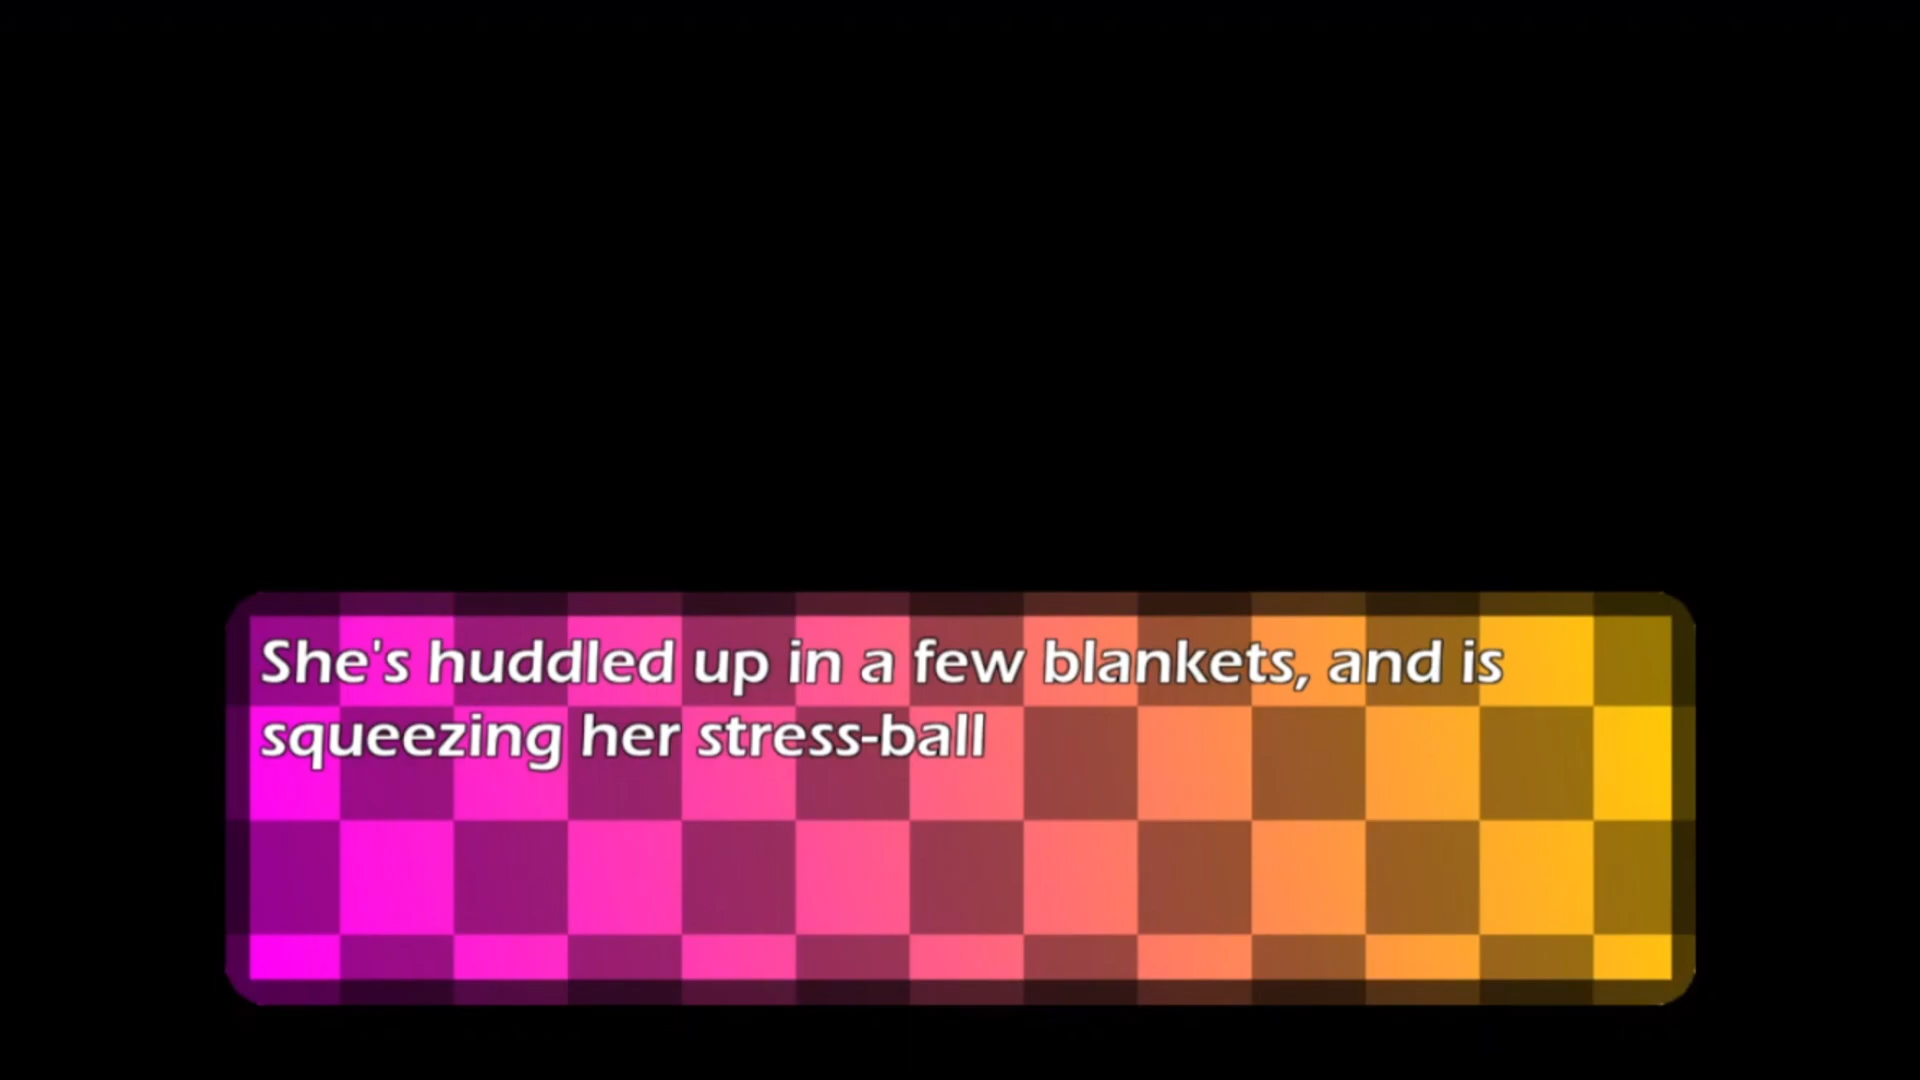 She's huddled up in a few blankets, and is
squeezing her stress-ball